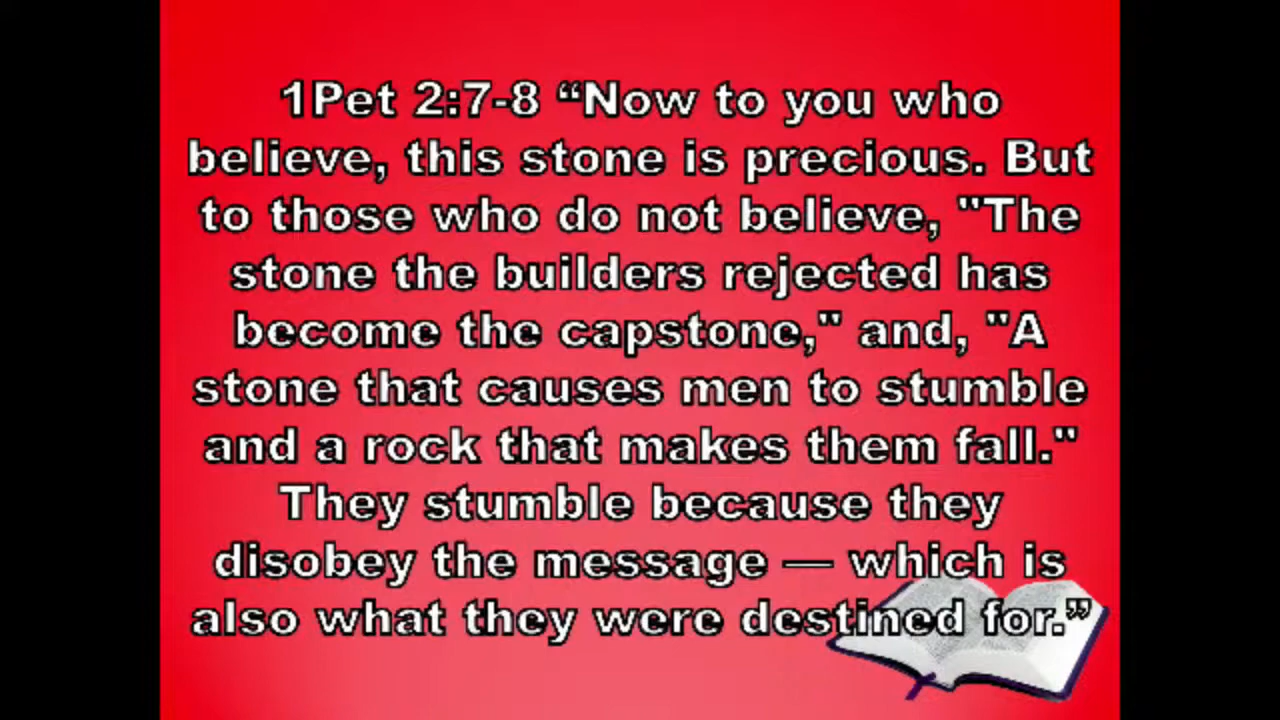 1Pet 2:7-8 “Now to you who
believe, this stone is precious. But
to those who do not believe, "The
stone the builders rejected has
become the capstone," and, "A
stone that causes men to stumble
and a rock that makes them fall."
They stumble because they
disobey the message — which is
also what they were destined for.”